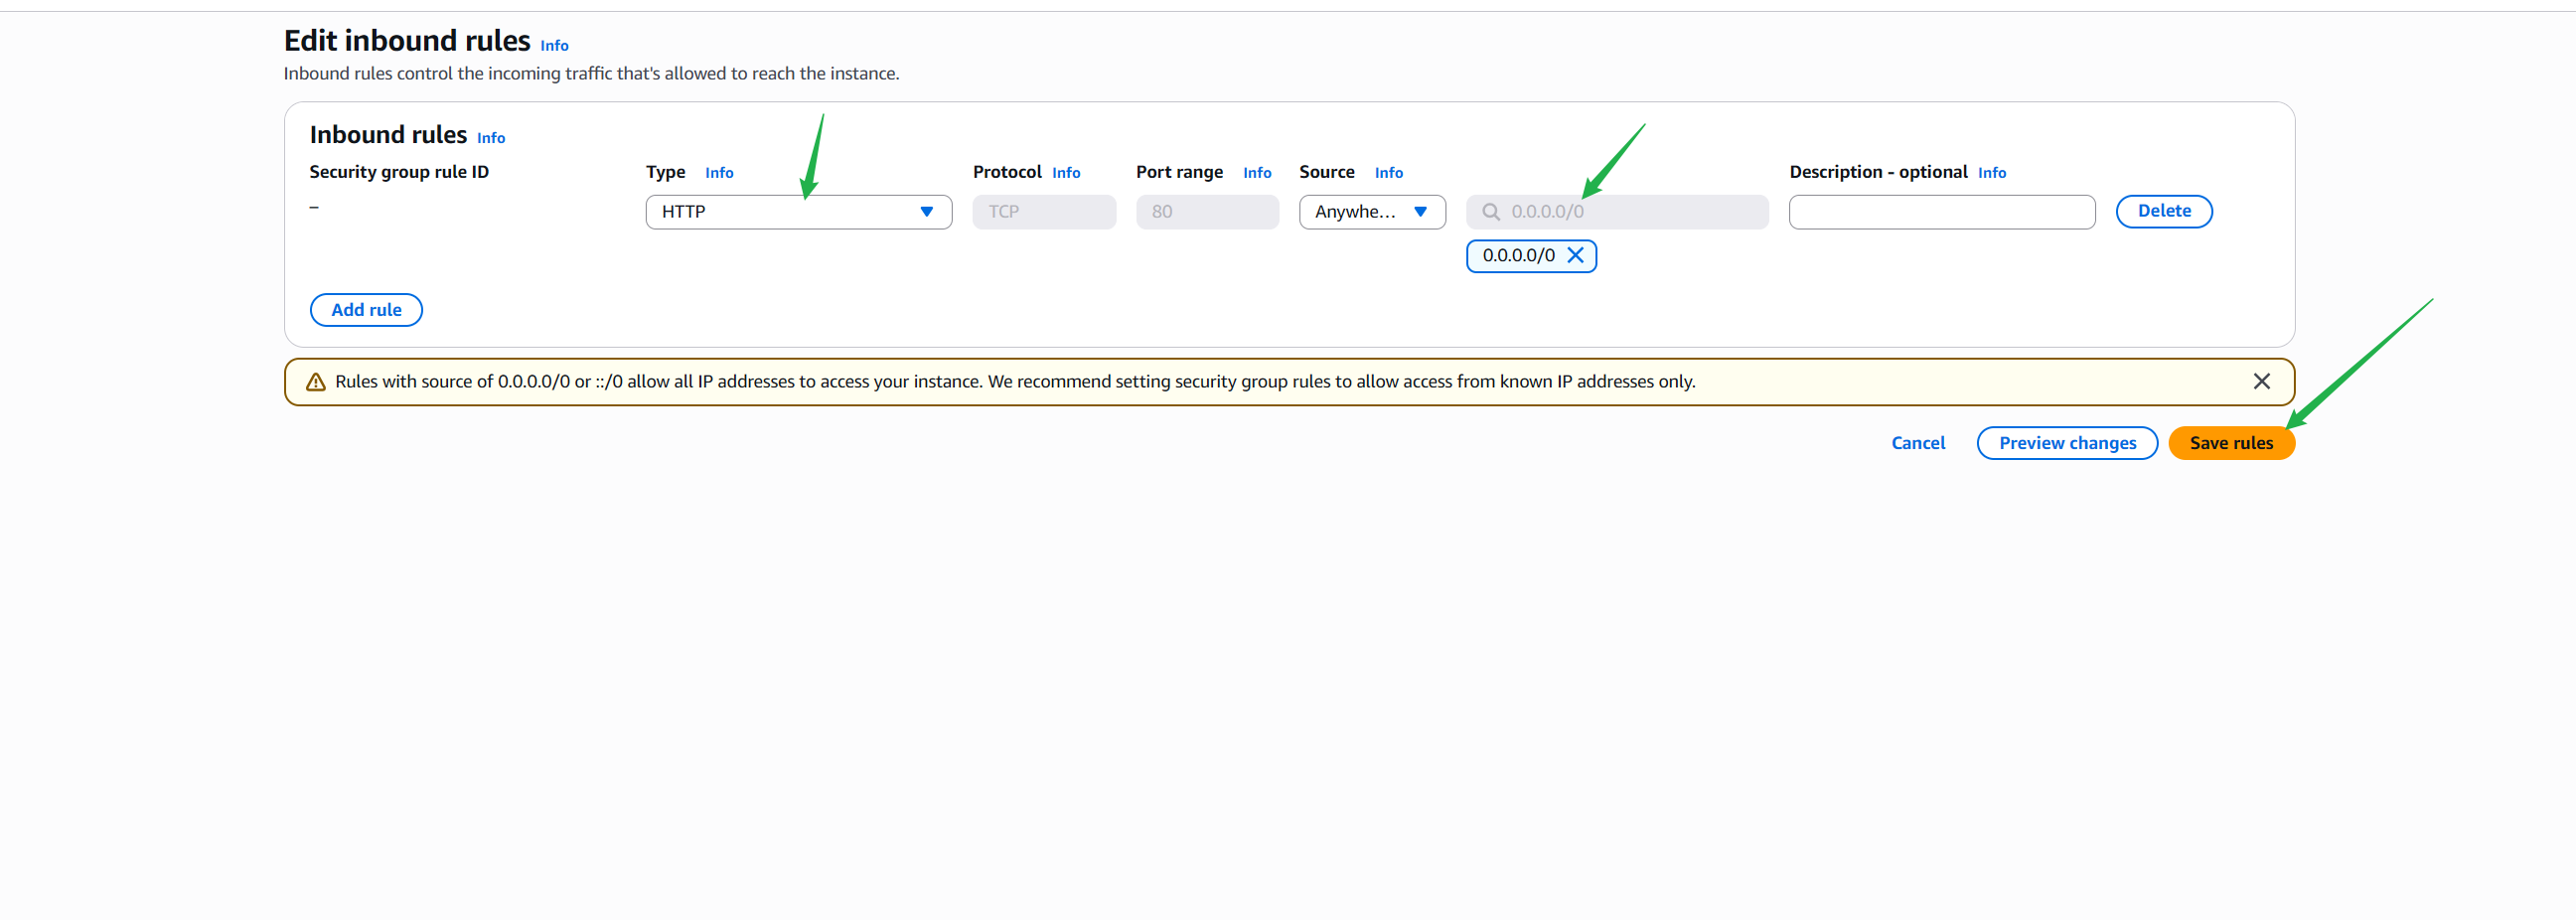 Edit inbound rules Info
Inbound rules control the incoming traffic that's allowed to reach the instance.
Inbound rules Info
Security group rule ID Type Info Protocol Info Port range Info Source Info Description - optional Info
– HTTP TCP 80 Anywhe... 0.0.0.0/0 Delete
0.0.0.0/0
Add rule
Rules with source of 0.0.0.0/0 or ::/0 allow all IP addresses to access your instance. We recommend setting security group rules to allow access from known IP addresses only.
Cancel Preview changes Save rules